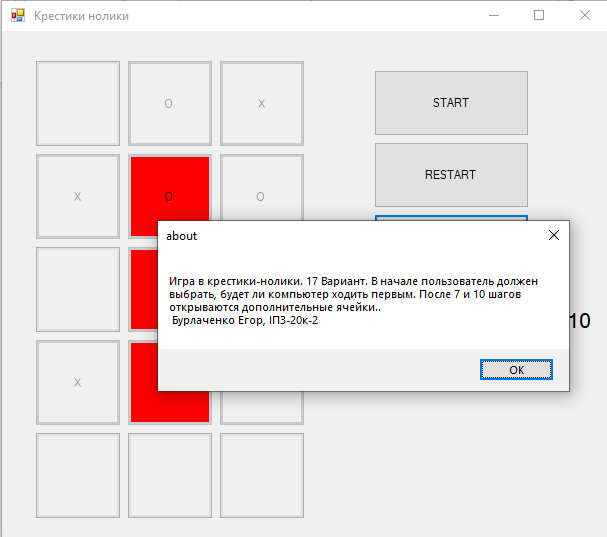 Крестики нолики
O X START
X O O RESTART
about
Игра в крестики-нолики. 17 Вариант. В начале пользователь должен
выбрать, будет ли компьютер ходить первым. После 7 и 10 шагов
открываются дополнительные ячейки..
Бурлаченко Егор, ІПЗ-20к-2
10
OK
X